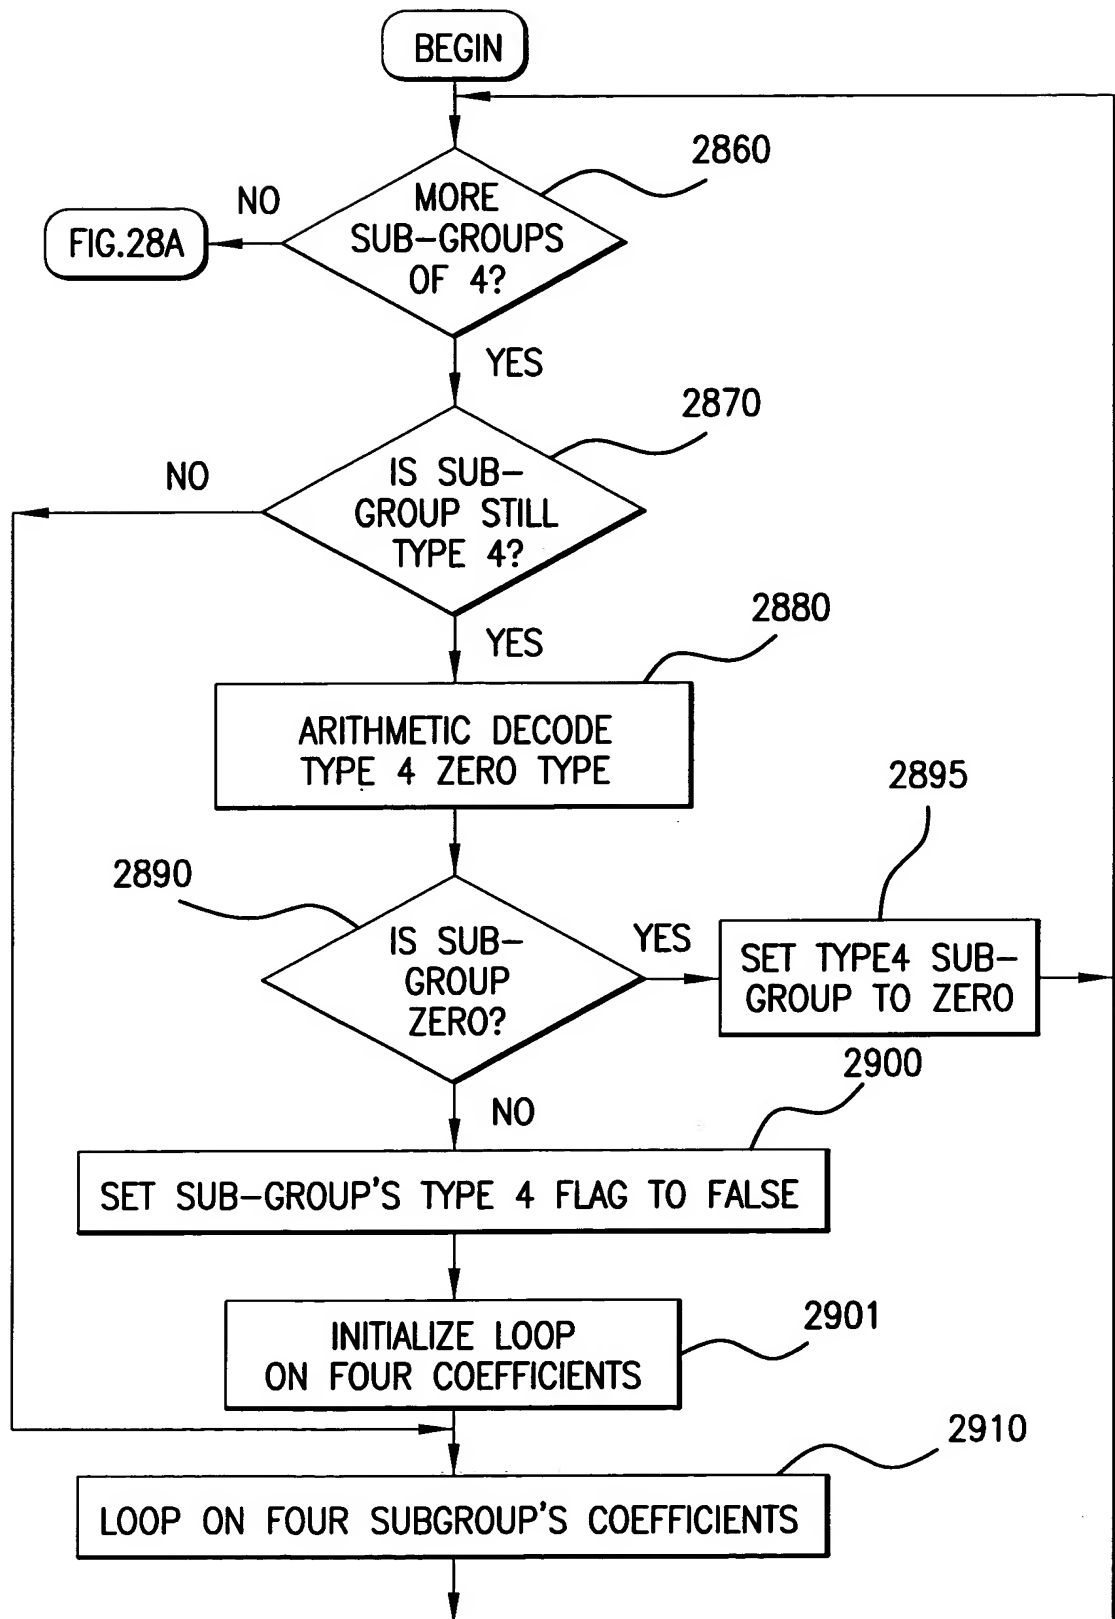 BEGIN
2860
MORE
SUB-GROUPS
OF 4?
NO
FIG.28A
YES
2870
IS SUB-
GROUP STILL
TYPE 4?
NO
YES
2880
ARITHMETIC DECODE
TYPE 4 ZERO TYPE
2895
2890
IS SUB-
GROUP
ZERO?
YES
SET TYPE4 SUB-
GROUP TO ZERO
NO
2900
SET SUB-GROUP'S TYPE 4 FLAG TO FALSE
2901
INITIALIZE LOOP
ON FOUR COEFFICIENTS
2910
LOOP ON FOUR SUBGROUP'S COEFFICIENTS